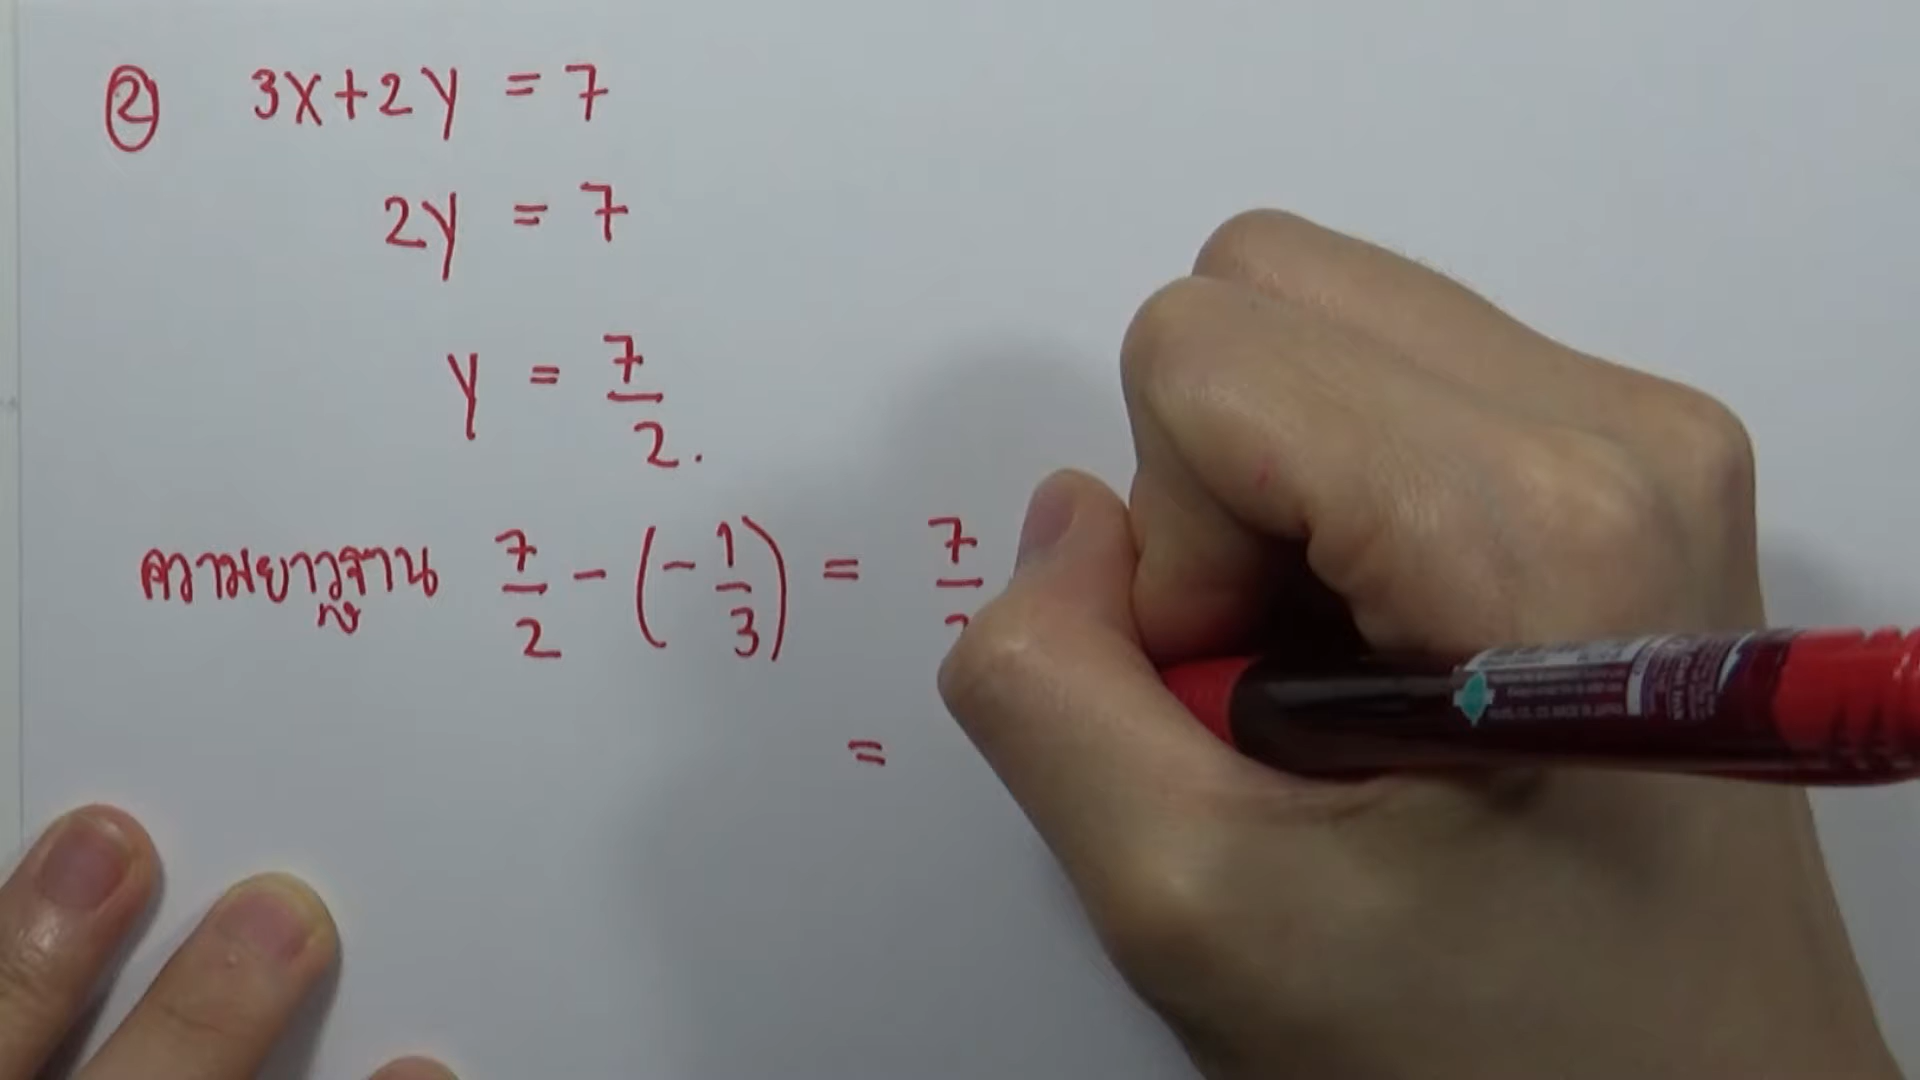 ② 3x+2y = 7
2y = 7
y = 7/2.
ความยาวฐาน 7/2 - (-1/3) = 7/2
=